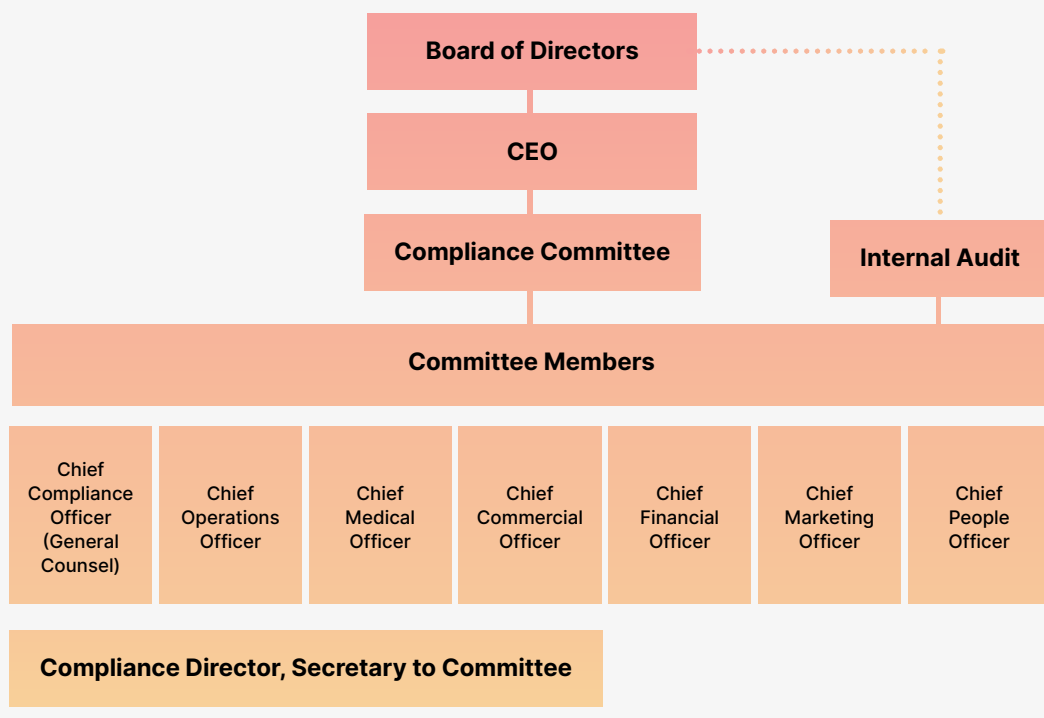 Board of Directors
CEO
Compliance Committee
Internal Audit
Committee Members
Chief
Compliance
Officer
(General
Counsel)
Chief
Operations
Officer
Chief
Medical
Officer
Chief
Commercial
Officer
Chief
Financial
Officer
Chief
Marketing
Officer
Chief
People
Officer
Compliance Director, Secretary to Committee